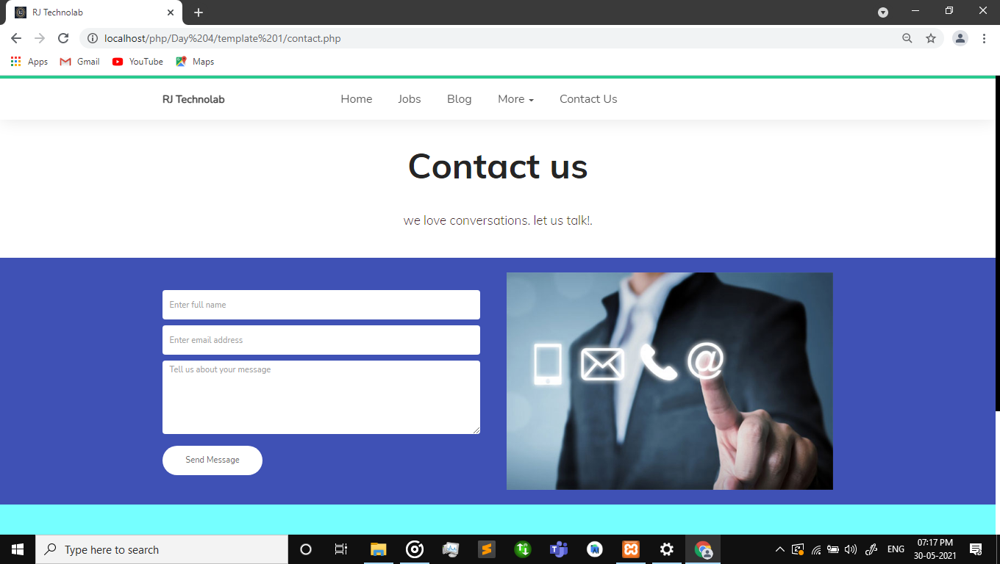 RJ Technolab
localhost/php/Day%204/template%201/contact.php
Apps Gmail YouTube Maps
RJ Technolab Home Jobs Blog More Contact Us
Contact us
we love conversations. let us talk!.
Enter full name
Enter email address
Tell us about your message
Send Message
@
Type here to search
ENG
07:17 PM
30-05-2021